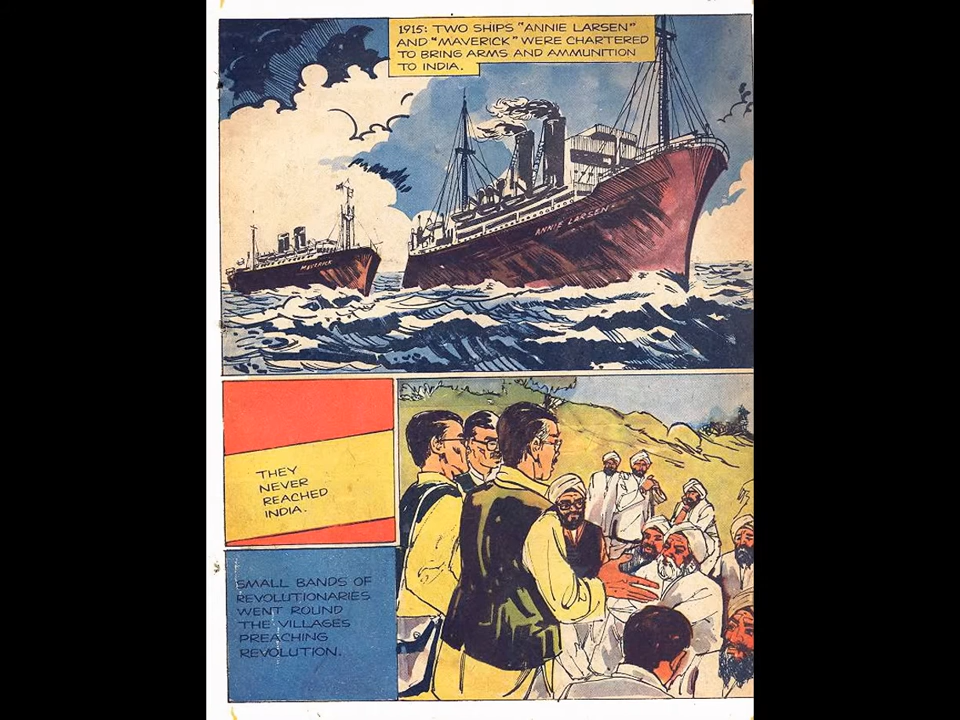 1915: TWO SHIPS "ANNIE LARSEN"
AND "MAVERICK" WERE CHARTERED
TO BRING ARMS AND AMMUNITION
TO INDIA.
ANNIE LARSEN
MAVERICK
THEY
NEVER
REACHED
INDIA.
SMALL BANDS OF
REVOLUTIONARIES
WENT ROUND
THE VILLAGES
PREACHING
REVOLUTION.